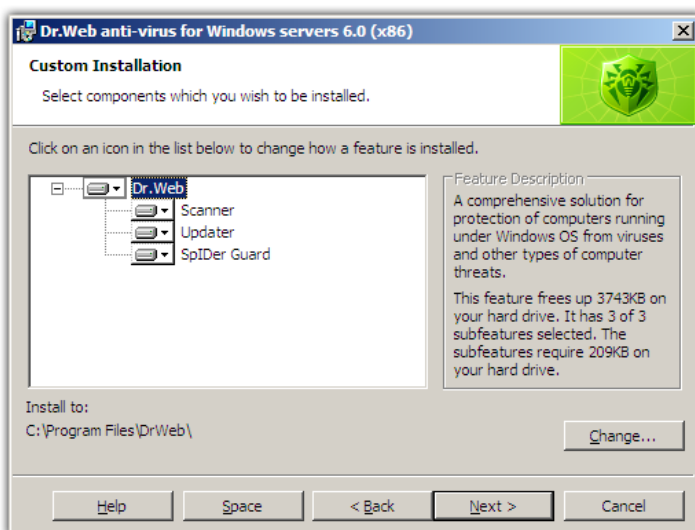 Dr.Web anti-virus for Windows servers 6.0 (x86)
Custom Installation
Select components which you wish to be installed.
Click on an icon in the list below to change how a feature is installed.
Dr.Web
Scanner
Updater
SpIDer Guard
Feature Description
A comprehensive solution for
protection of computers running
under Windows OS from viruses
and other types of computer
threats.
This feature frees up 3743KB on
your hard drive. It has 3 of 3
subfeatures selected. The
subfeatures require 209KB on
your hard drive.
Install to:
C:\Program Files\DrWeb\
Change...
Help
Space
< Back
Next >
Cancel